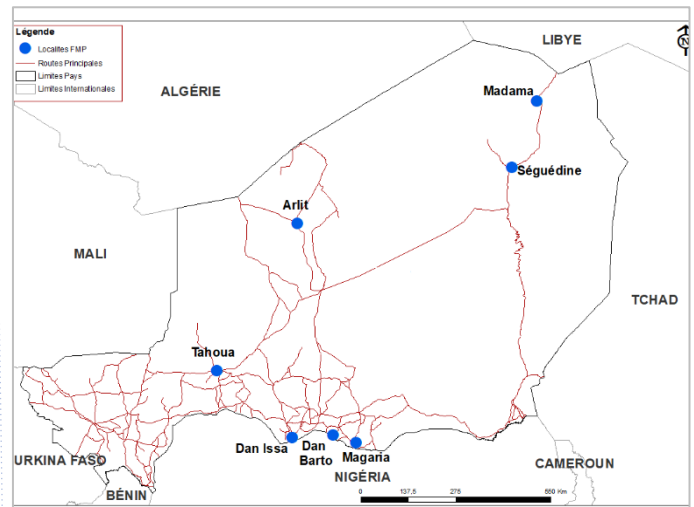 Légende
Localites FMP
Routes Principales
Limites Pays
Limites Internationales
LIBYE
N
ALGÉRIE
Madama
Séguédine
Arlit
MALI
TCHAD
Tahoua
Dan Issa
Dan
Barto
Magaria
URKINA FASO
NIGÉRIA
CAMEROUN
BÉNIN
0 137,5 275 550 Km